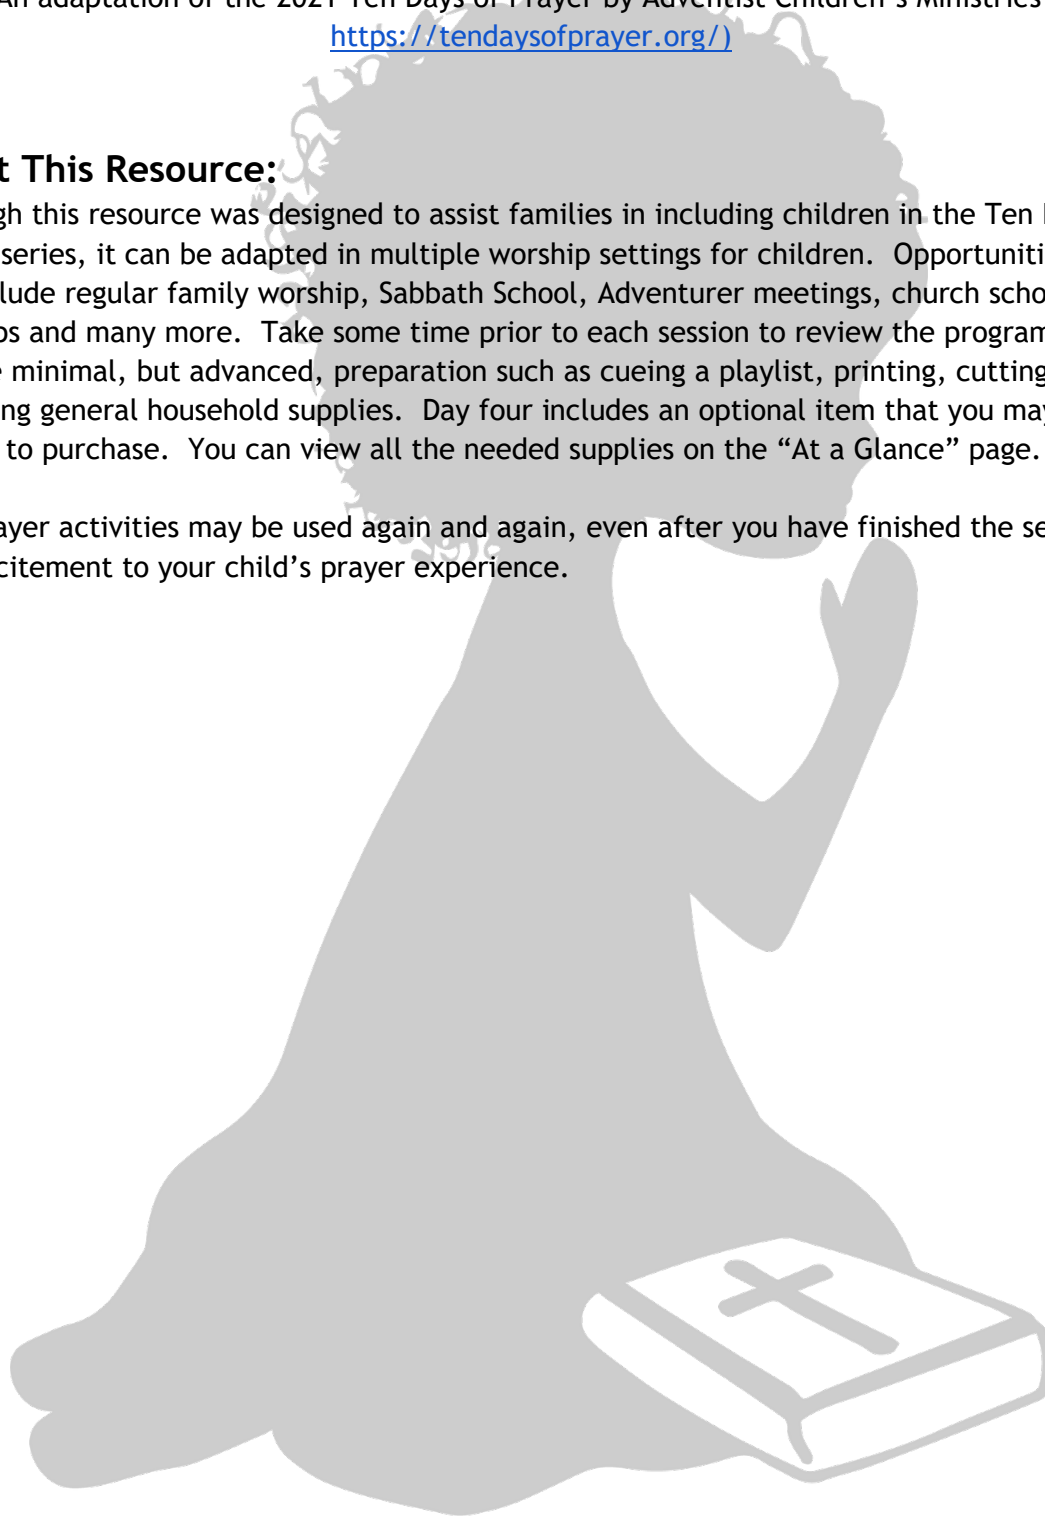 An adaptation of the 2021 Ten Days of Prayer by Adventist Children's Ministries
https://tendaysofprayer.org/)
t This Resource:
gh this resource was designed to assist families in including children in the Ten
series, it can be adapted in multiple worship settings for children.  Opportuniti
clude regular family worship, Sabbath School, Adventurer meetings, church scho
ps and many more.  Take some time prior to each session to review the program
e minimal, but advanced, preparation such as cueing a playlist, printing, cutting
ing general household supplies.  Day four includes an optional item that you may
to purchase.  You can view all the needed supplies on the “At a Glance” page.
ayer activities may be used again and again, even after you have finished the se
citement to your child’s prayer experience.